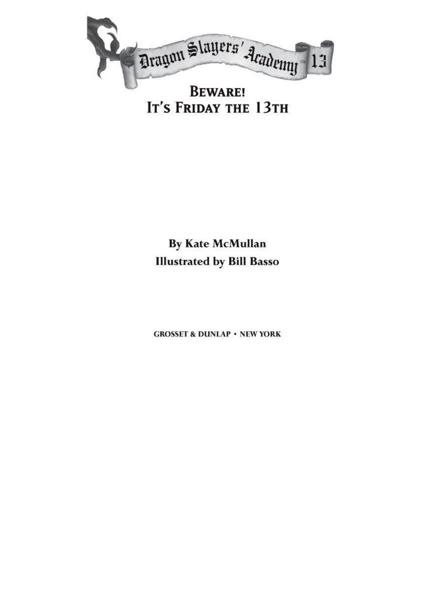 Dragon Slayers' Academy™ 13
BEWARE!
IT'S FRIDAY THE 13TH
By Kate McMullan
Illustrated by Bill Basso
GROSSET & DUNLAP • NEW YORK